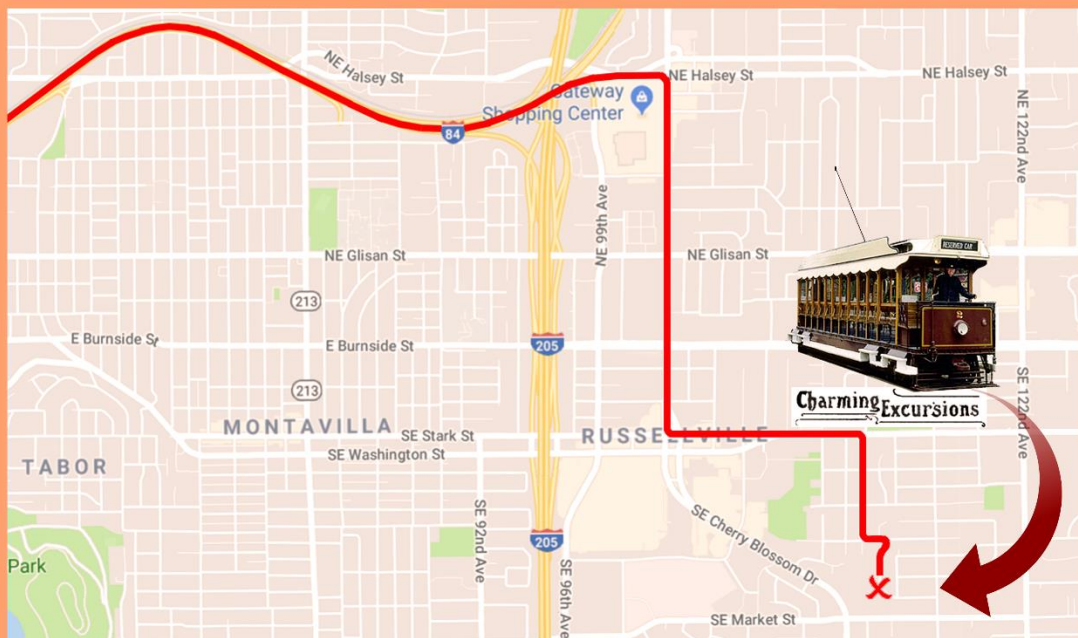 NE Halsey St
NE Halsey St
NE Halsey St
Gateway
Shopping Center
84
NE 122nd Ave
NE 99th Ave
NE Glisan St
NE Glisan St
RESERVED CAR
2
213
E Burnside St
E Burnside St
205
213
Charming Excursions
SE 122nd Ave
MONTAVILLA
SE Stark St
RUSSELLVILLE
SE Washington St
TABOR
SE 92nd Ave
SE Cherry Blossom Dr
205
Park
SE 96th Ave
SE Market St